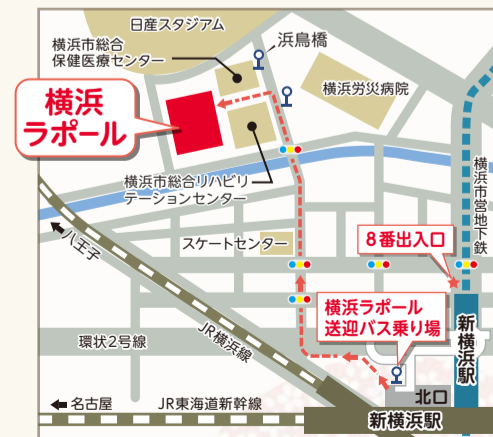 日産スタジアム
横浜市総合
保健医療センター
浜鳥橋
横浜
ラポール
横浜労災病院
横浜市総合リハビリ
テーションセンター
横浜市営地下鉄
スケートセンター
8番出入口
八王子
横浜ラポール
送迎バス乗り場
環状2号線
JR横浜線
新横浜駅
北口
名古屋
JR東海道新幹線
新横浜駅